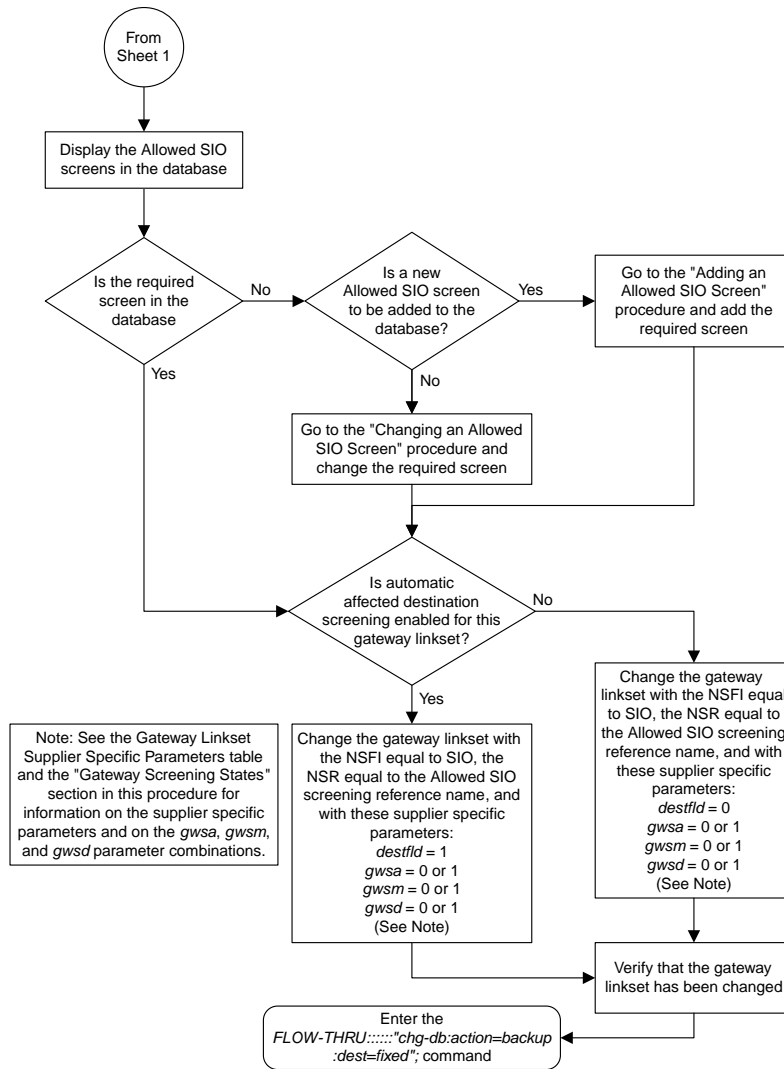 From
Sheet 1
Display the Allowed SIO
screens in the database
Is the required
screen in the
database
No
Yes
Is a new
Allowed SIO screen
to be added to the
database?
Yes
No
Go to the "Adding an
Allowed SIO Screen"
procedure and add the
required screen
Go to the "Changing an Allowed
SIO Screen" procedure and
change the required screen
Is automatic
affected destination
screening enabled for this
gateway linkset?
No
Yes
Note: See the Gateway Linkset
Supplier Specific Parameters table
and the "Gateway Screening States"
section in this procedure for
information on the supplier specific
parameters and on the gwsa, gwsm,
and gwsd parameter combinations.
Change the gateway linkset with
the NSFI equal to SIO, the
NSR equal to the Allowed SIO
screening reference name, and
with these supplier specific
parameters:
destfld = 1
gwsa = 0 or 1
gwsm = 0 or 1
gwsd = 0 or 1
(See Note)
Change the gateway
linkset with the NSFI equal
to SIO, the NSR equal to
the Allowed SIO screening
reference name, and with
these supplier specific
parameters:
destfld = 0
gwsa = 0 or 1
gwsm = 0 or 1
gwsd = 0 or 1
(See Note)
Verify that the gateway
linkset has been changed
Enter the
FLOW-THRU::::::"chg-db:action=backup
:dest=fixed"; command